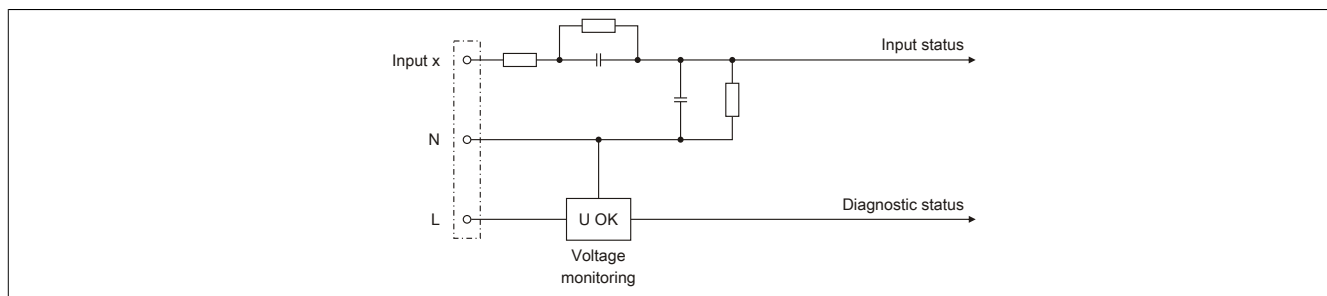 Input x
Input status
N
L
U OK
Diagnostic status
Voltage
monitoring